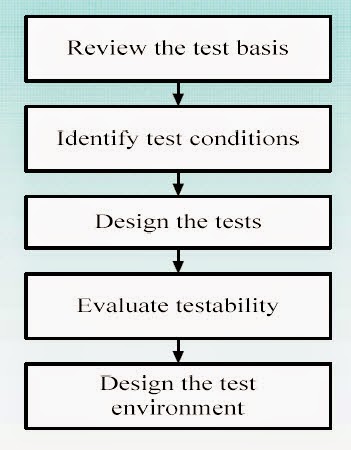 Review the test basis
Identify test conditions
Design the tests
Evaluate testability
Design the test
environment